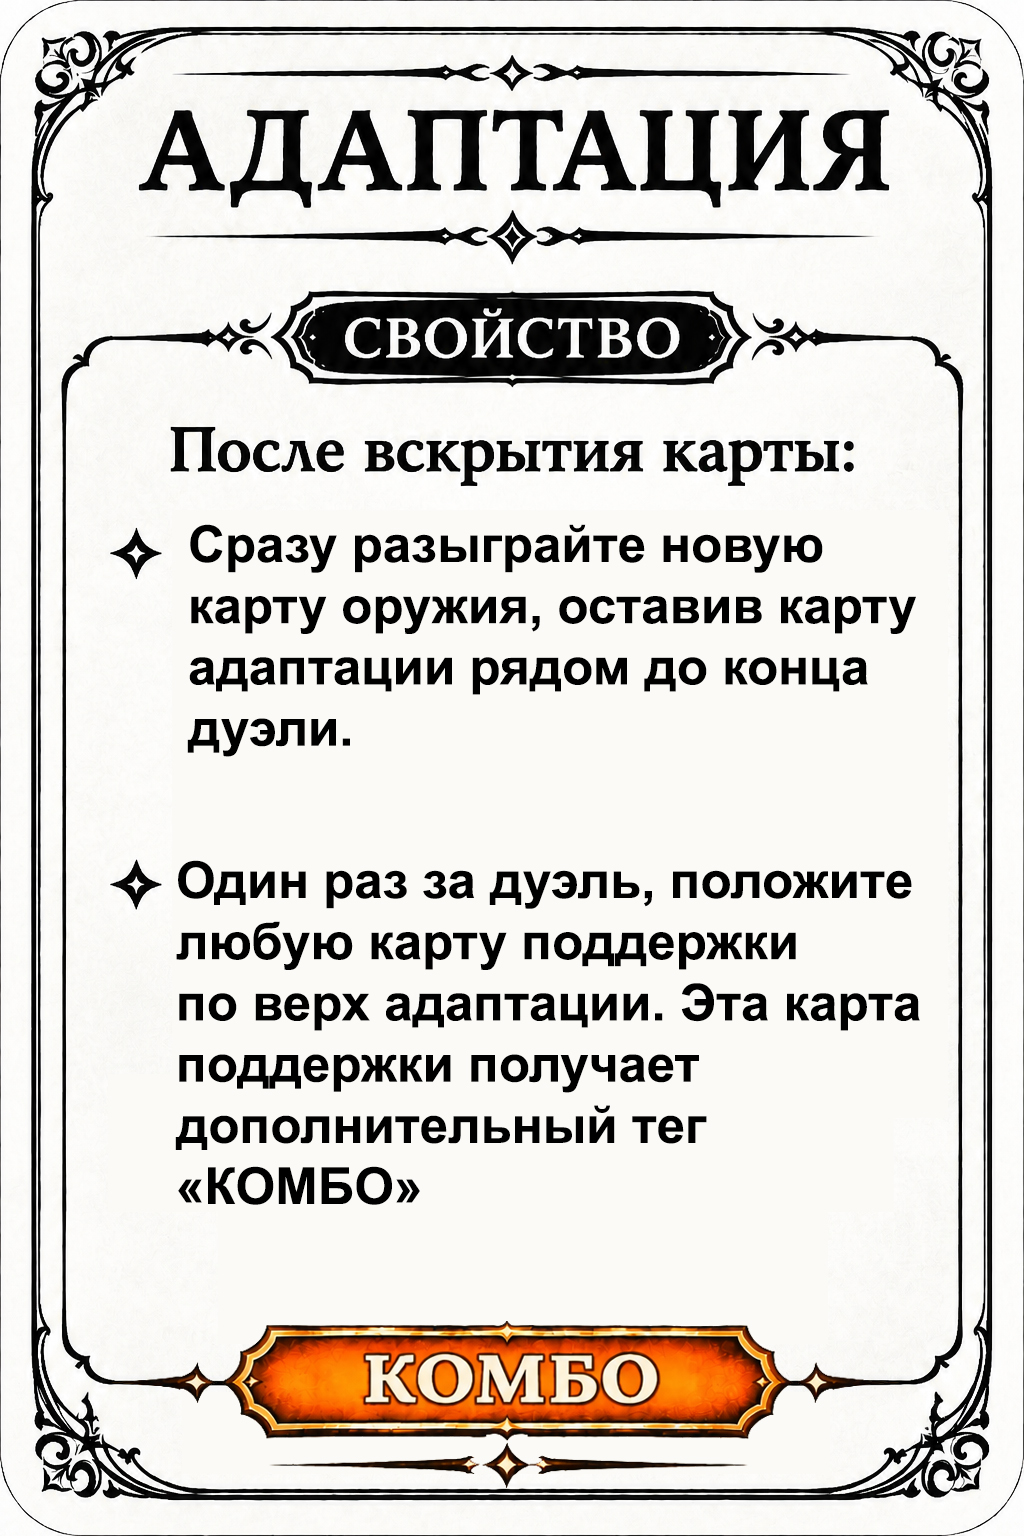 АДАПТАЦИЯ
СВОЙСТВО
После вскрытия карты:
Сразу разыграйте новую
карту оружия, оставив карту
адаптации рядом до конца
дуэли.
Один раз за дуэль, положите
любую карту поддержки
по верх адаптации. Эта карта
поддержки получает
дополнительный тег
«КОМБО»
КОМБО